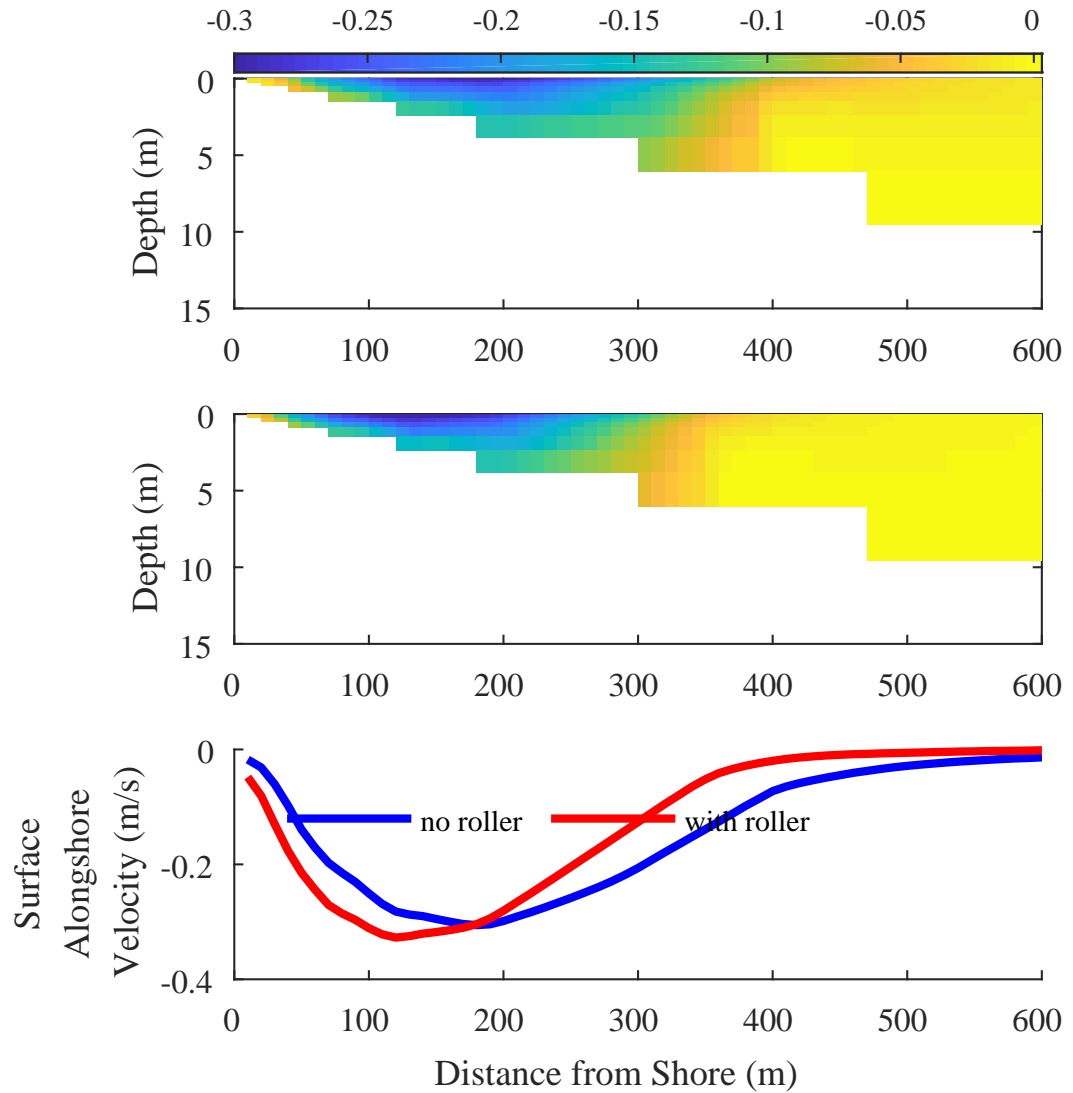 -0.3 -0.25 -0.2 -0.15 -0.1 -0.05 0
0
5
10
15
Depth (m)
0 100 200 300 400 500 600
0
5
10
15
Depth (m)
0 100 200 300 400 500 600
0
-0.2
-0.4
Surface
Alongshore
Velocity (m/s)
no roller with roller
0 100 200 300 400 500 600
Distance from Shore (m)